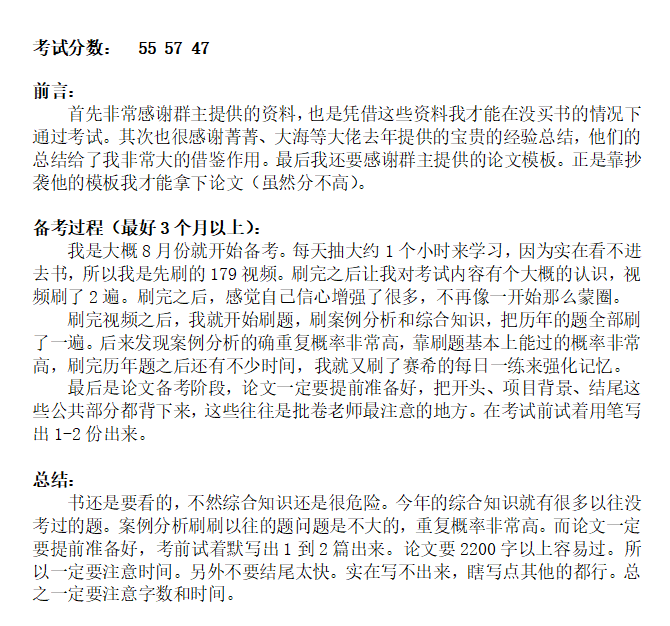 考试分数： 55 57 47
前言：
首先非常感谢群主提供的资料，也是凭借这些资料我才能在没买书的情况下
通过考试。其次也很感谢菁菁、大海等大佬去年提供的宝贵的经验总结，他们的
总结给了我非常大的借鉴作用。最后我还要感谢群主提供的论文模板。正是靠抄
袭他的模板我才能拿下论文（虽然分不高）。
备考过程（最好3个月以上）：
我是大概8月份就开始备考。每天抽大约1个小时来学习，因为实在看不进
去书，所以我是先刷的179视频。刷完之后让我对考试内容有个大概的认识，视
频刷了2遍。刷完之后，感觉自己信心增强了很多，不再像一开始那么蒙圈。
刷完视频之后，我就开始刷题，刷案例分析和综合知识，把历年的题全部刷
了一遍。后来发现案例分析的确重复概率非常高，靠刷题基本上能过的概率非常
高，刷完历年题之后还有不少时间，我就又刷了赛希的每日一练来强化记忆。
最后是论文备考阶段，论文一定要提前准备好，把开头、项目背景、结尾这
些公共部分都背下来，这些往往是批卷老师最注意的地方。在考试前试着用笔写
出1-2份出来。
总结：
书还是要看的，不然综合知识还是很危险。今年的综合知识就有很多以往没
考过的题。案例分析刷刷以往的题问题是不大的，重复概率非常高。而论文一定
要提前准备好，考前试着默写出1到2篇出来。论文要2200字以上容易过。所
以一定要注意时间。另外不要结尾太快。实在写不出来，瞎写点其他的都行。总
之一定要注意字数和时间。